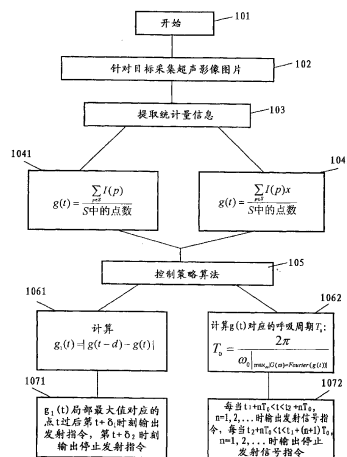 开始
101
针对目标采集超声影像图片
102
提取统计量信息
103
1041
g(t)=∑p∈S I(p) / S中的点数
104
g(t)=∑p∈S I(p)x / S中的点数
控制策略算法
105
1061
计算
g₁(t)=|g(t-d)-g(t)|
1062
计算g(t)对应的呼吸周期T₀
T₀=2π / ω₀|maxω|G(ω)=Fourier(g(t))|
1071
g₁(t)局部最大值对应的
点t过后第t+δ₁时刻输出
发射指令，第t+δ₂时刻
输出停止发射指令
1072
每当t₁+nT₀<t<t₂+nT₀,
n=1,2,...时输出发射信号指
令，每当t₂+nT₀<t<t₁+(n+1)T₀
n=1,2,...时输出停止
发射信号指令